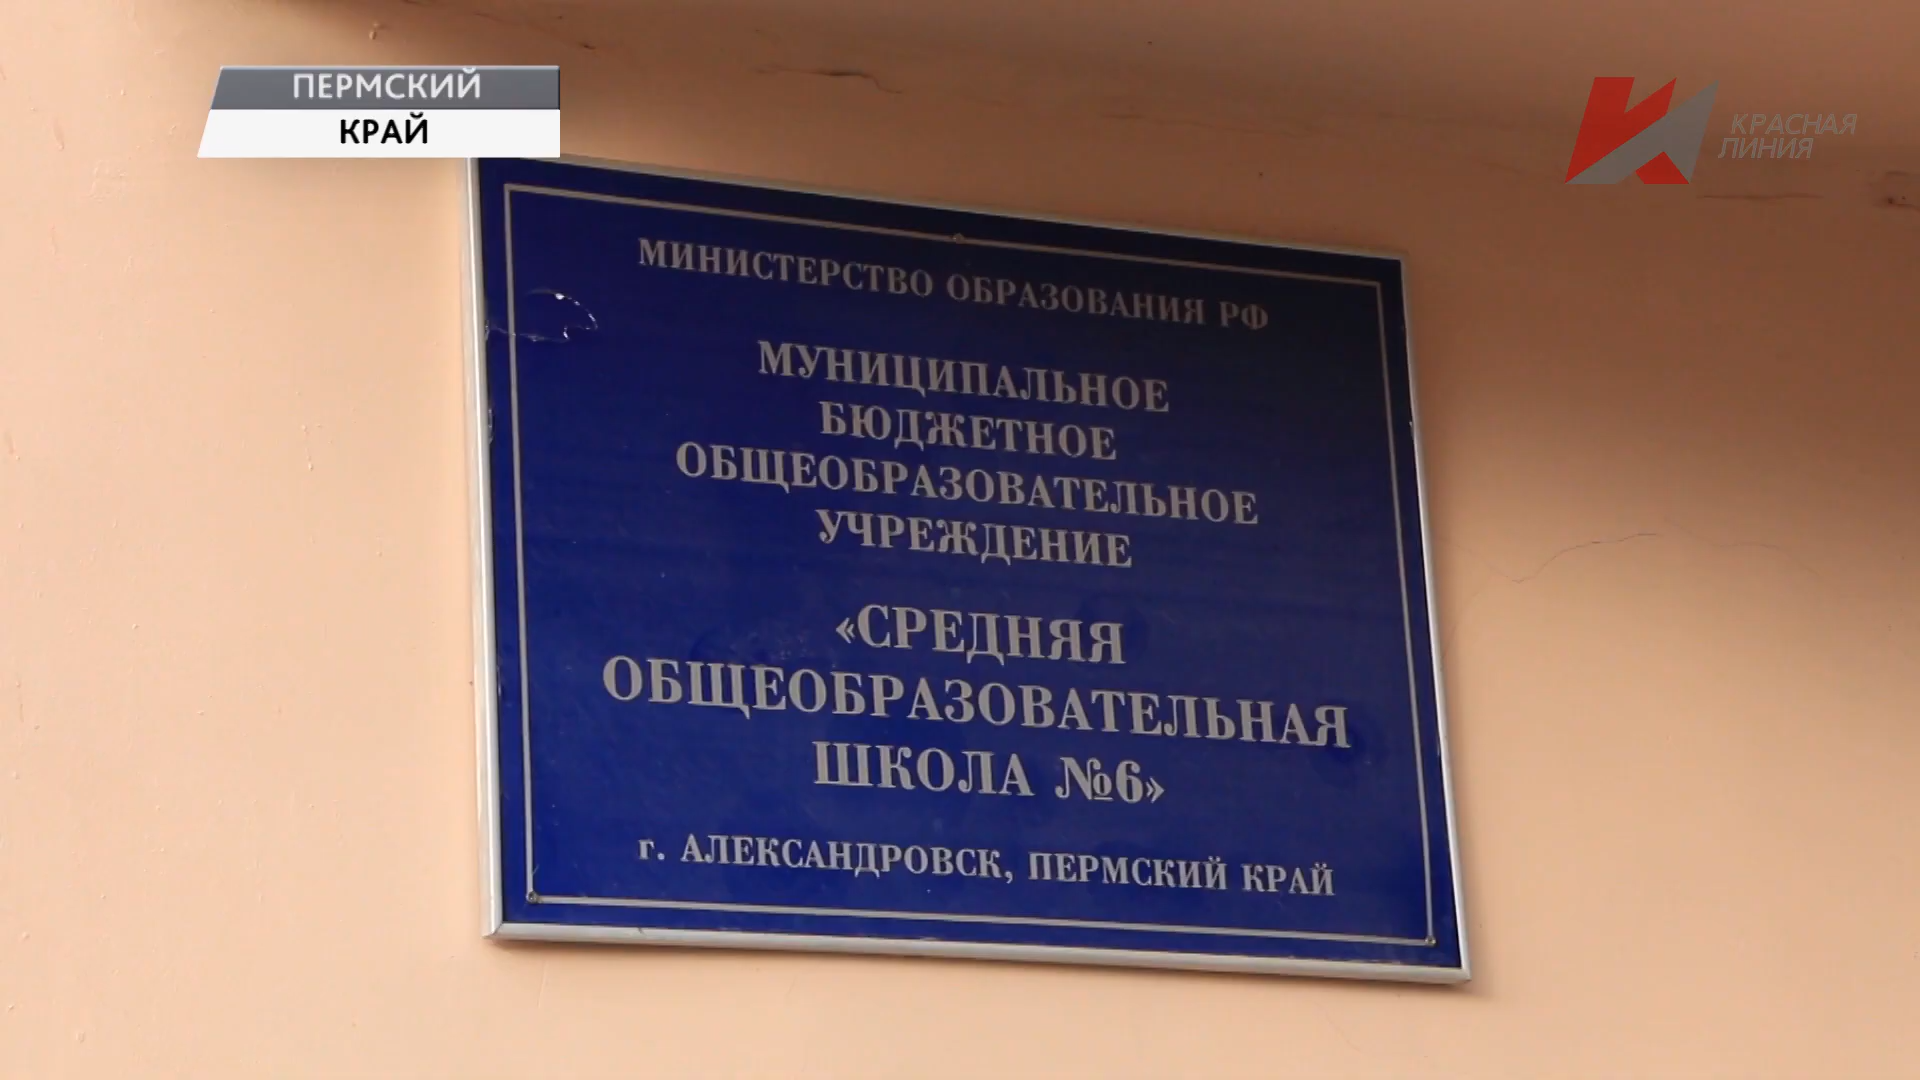 ПЕРМСКИЙ
КРАЙ
КРАСНАЯ
ЛИНИЯ
МИНИСТЕРСТВО ОБРАЗОВАНИЯ РФ
МУНИЦИПАЛЬНОЕ
БЮДЖЕТНОЕ
ОБЩЕОБРАЗОВАТЕЛЬНОЕ
УЧРЕЖДЕНИЕ
«СРЕДНЯЯ
ОБЩЕОБРАЗОВАТЕЛЬНАЯ
ШКОЛА №6»
г. АЛЕКСАНДРОВСК, ПЕРМСКИЙ КРАЙ